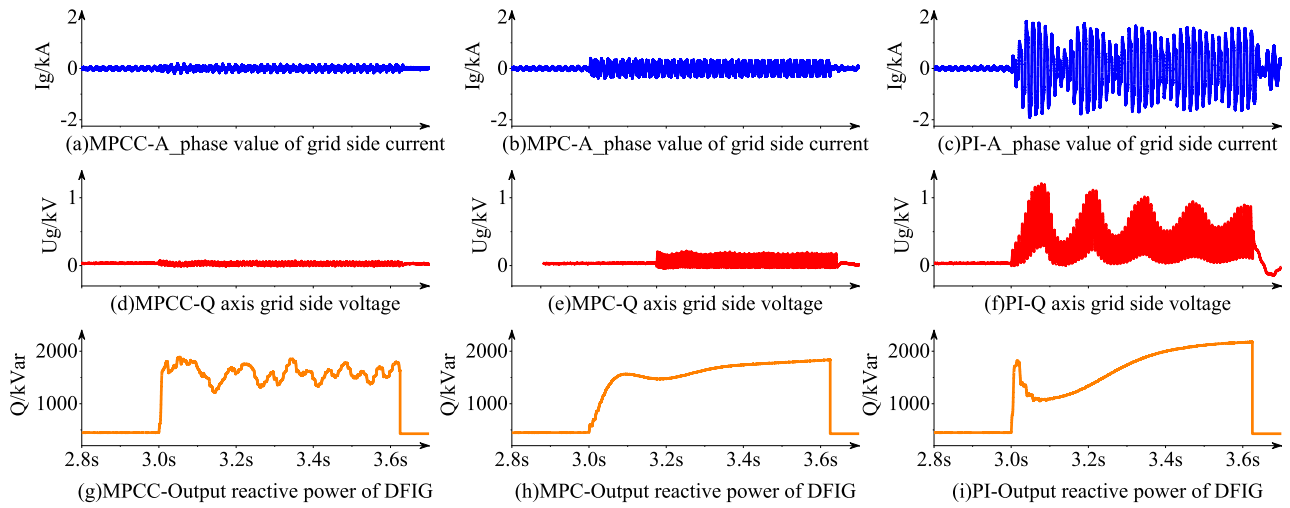 2
0
-2
Ig/kA
(a)MPCC-A_phase value of grid side current
2
0
-2
Ig/kA
(b)MPC-A_phase value of grid side current
2
0
-2
Ig/kA
(c)PI-A_phase value of grid side current
1
0
Ug/kV
(d)MPCC-Q axis grid side voltage
1
0
Ug/kV
(e)MPC-Q axis grid side voltage
1
0
Ug/kV
(f)PI-Q axis grid side voltage
2000
1000
Q/kVar
2.8s 3.0s 3.2s 3.4s 3.6s
(g)MPCC-Output reactive power of DFIG
2000
1000
Q/kVar
2.8s 3.0s 3.2s 3.4s 3.6s
(h)MPC-Output reactive power of DFIG
2000
1000
Q/kVar
2.8s 3.0s 3.2s 3.4s 3.6s
(i)PI-Output reactive power of DFIG